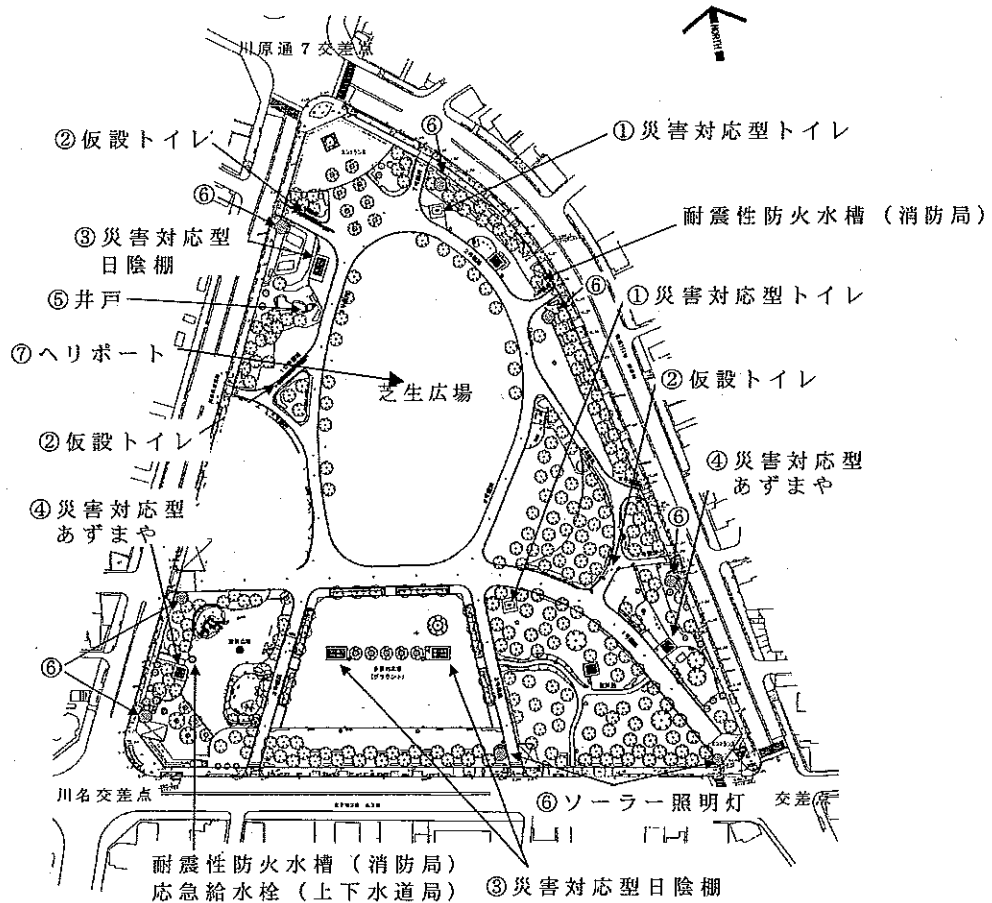 NORTH
川原通7交差点
②仮設トイレ
⑥
①災害対応型トイレ
⑥
耐震性防火水槽（消防局）
③災害対応型
日陰棚
①災害対応型トイレ
⑥
⑤井戸
⑦ヘリポート
芝生広場
②仮設トイレ
②仮設トイレ
④災害対応型
あずまや
④災害対応型
あずまや
⑥
⑥
川名交差点
⑥ソーラー照明灯
交差点
耐震性防火水槽（消防局）
応急給水栓（上下水道局）
③災害対応型日陰棚